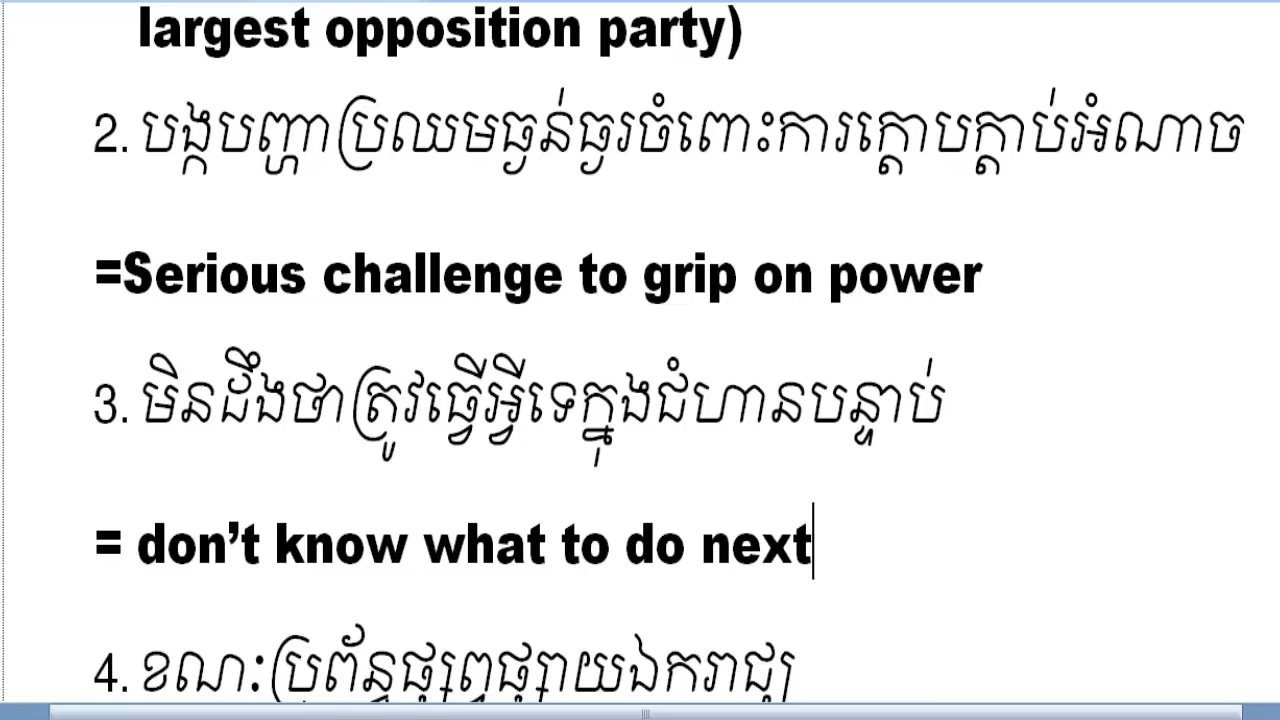 largest opposition party)
2. បង្កបញ្ហាប្រឈមធ្ងន់ធ្ងរចំពោះការក្តោបក្តាប់អំណាច
=Serious challenge to grip on power
3. មិនដឹងថាត្រូវធ្វើអ្វីទេក្នុងជំហានបន្ទាប់
= don’t know what to do next
4. ខណៈប្រព័ន្ធផ្សព្វផ្សាយឯករាជ្យ